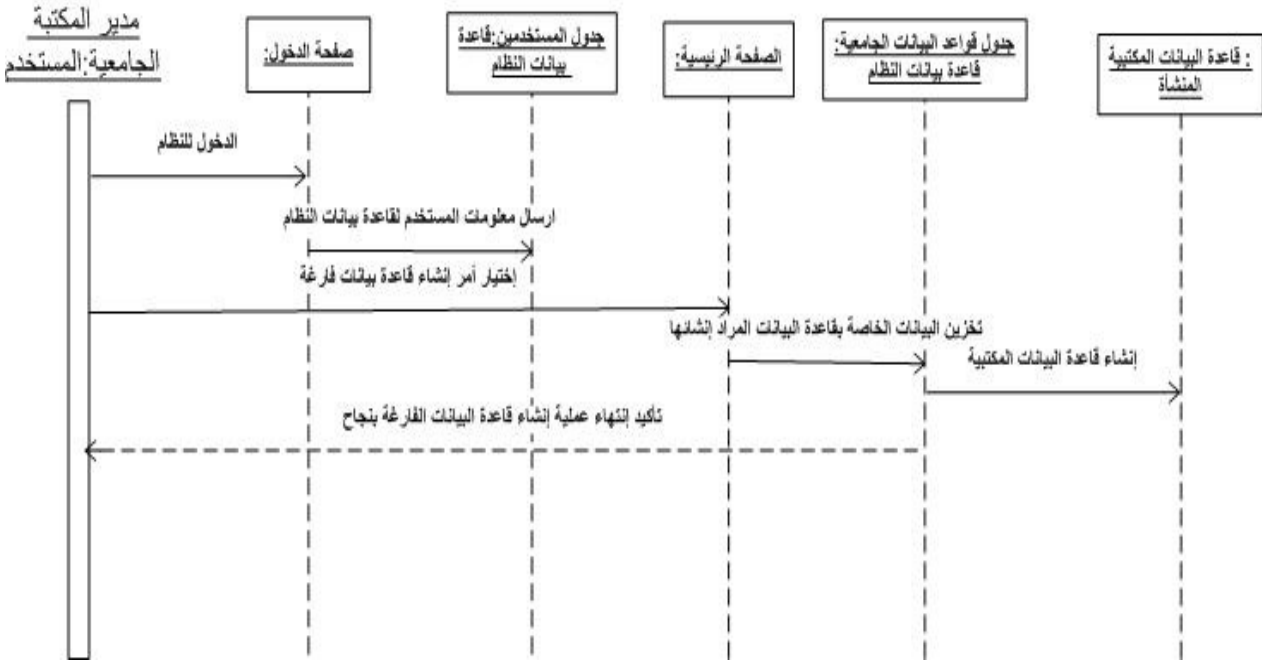 مدير المكتبة
الجامعية:المستخدم
صفحة الدخول:
جدول المستخدمين:قاعدة
بيانات النظام
الصفحة الرئيسية:
جدول قواعد البيانات الجامعية:
قاعدة بيانات النظام
: قاعدة البيانات المكتبية
المنشأة
الدخول للنظام
ارسال معلومات المستخدم لقاعدة بيانات النظام
إختيار أمر إنشاء قاعدة بيانات فارغة
تخزين البيانات الخاصة بقاعدة البيانات المراد إنشائها
إنشاء قاعدة البيانات المكتبية
تأكيد إنتهاء عملية إنشاء قاعدة البيانات الفارغة بنجاح